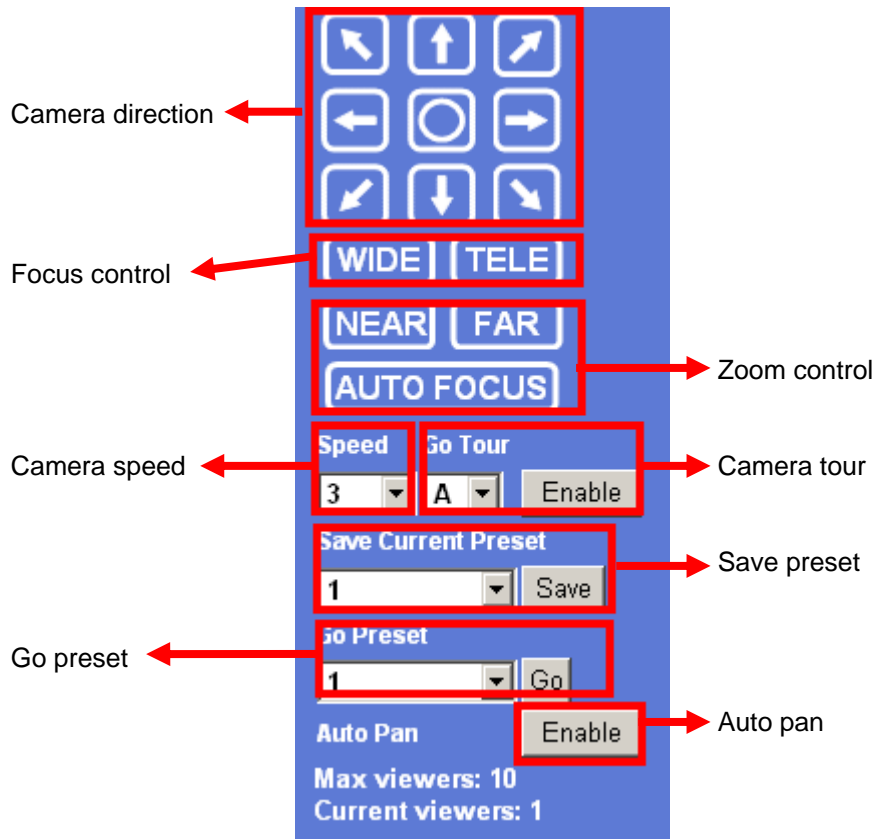 Camera direction
WIDE TELE
Focus control
NEAR FAR
AUTO FOCUS
Zoom control
Speed Go Tour
Camera speed
3 A Enable
Camera tour
Save Current Preset
1 Save
Save preset
Go Preset
Go preset
1 Go
Auto Pan Enable
Auto pan
Max viewers: 10
Current viewers: 1